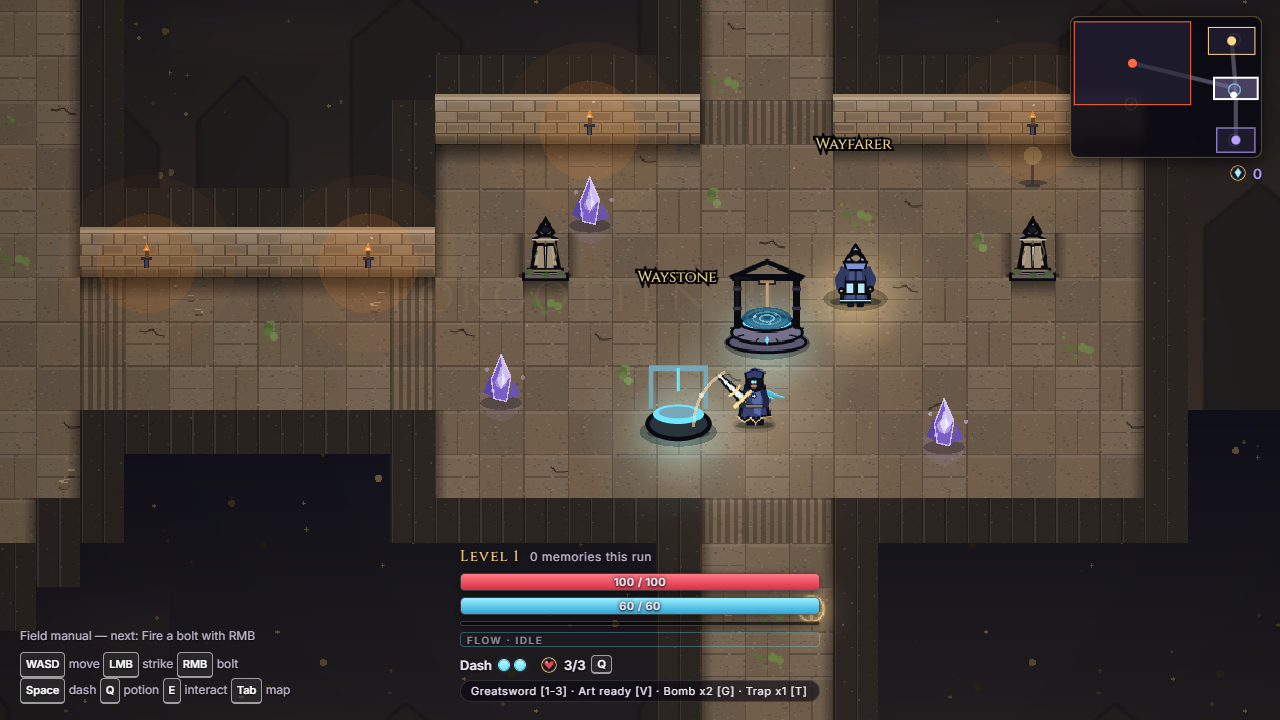 WAYFARER
0
WAYSTONE
LEVEL 1 0 memories this run
100 / 100
60 / 60
FLOW · IDLE
Dash 3/3 Q
Greatsword [1-3] · Art ready [V] · Bomb x2 [G] · Trap x1 [T]
Field manual — next: Fire a bolt with RMB
WASD move LMB strike RMB bolt
Space dash Q potion E interact Tab map